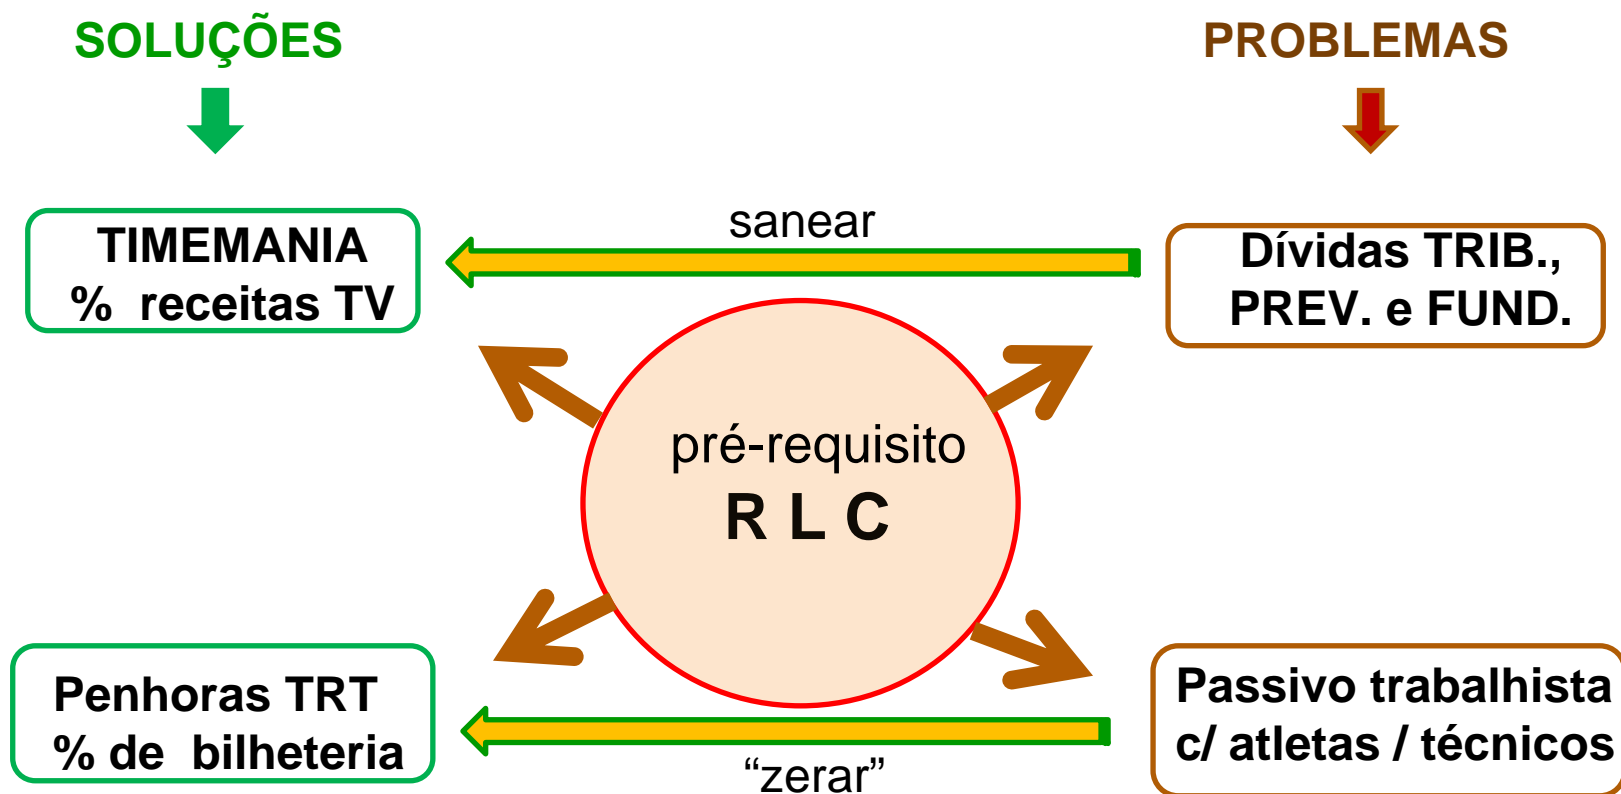 SOLUÇÕES
PROBLEMAS
TIMEMANIA
% receitas TV
sanear
Dívidas TRIB.,
PREV. e FUND.
pré-requisito
R L C
Penhoras TRT
% de bilheteria
“zerar”
Passivo trabalhista
c/ atletas / técnicos